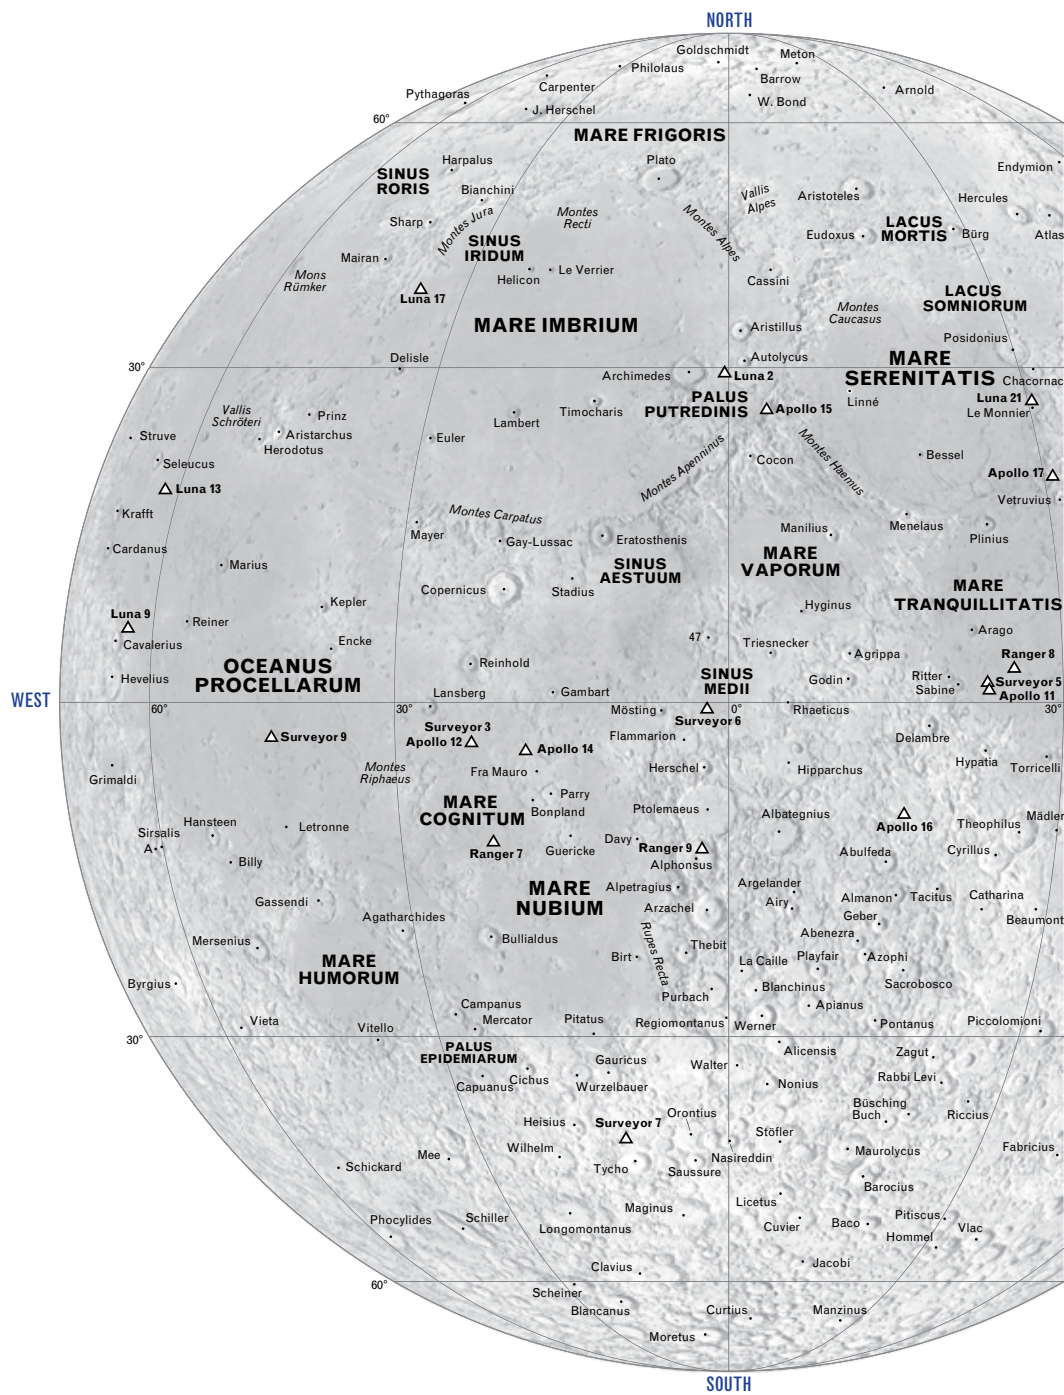 NORTH
Goldschmidt
Meton
Philolaus
Barrow
Carpenter
Arnold
Pythagoras
W. Bond
J. Herschel
60°
MARE FRIGORIS
Harpalus
Plato
Endymion
SINUS
RORIS
Bianchini
Vallis
Alpes
Aristoteles
Hercules
Sharp
Montes Jura
Montes
Recti
Montes Alpes
Eudoxus
LACUS
MORTIS
Bürg
Atlas
SINUS
IRIDUM
Mairan
Helicon
Le Verrier
Cassini
Mons
Rümker
Luna 17
LACUS
SOMNIORUM
Montes
Caucasus
MARE IMBRIUM
Aristillus
Posidonius
Delisle
Autolycus
MARE
SERENITATIS
30°
Archimedes
Luna 2
Chacornac
PALUS
PUTREDINIS
Apollo 15
Linné
Luna 21
Le Monnier
Vallis
Schröteri
Prinz
Lambert
Timocharis
Struve
Aristarchus
Herodotus
Euler
Seleucus
Montes Apenninus
Cocon
Montes Haemus
Bessel
Apollo 17
Luna 13
Vetruvius
Krafft
Montes Carpatus
Mayer
Gay-Lussac
Eratosthenis
Manilius
Menelaus
Plinius
Cardanus
Marius
SINUS
AESTUUM
MARE
VAPORUM
Copernicus
Stadius
MARE
TRANQUILLITATIS
Kepler
Hyginus
Luna 9
Reiner
Cavalerius
Encke
47
Triesnecker
Arago
Agrippa
Ranger 8
OCEANUS
PROCELLARUM
Reinhold
Hevelius
SINUS
MEDII
Godin
Ritter
Sabine
Surveyor 5
Apollo 11
WEST
Lansberg
Gambart
60°
30°
Mösting
0°
Rhaeticus
30°
Surveyor 6
Surveyor 3
Apollo 12
Surveyor 9
Apollo 14
Flammarion
Delambre
Montes
Riphaeus
Fra Mauro
Herschel
Hipparchus
Hypatia
Torricelli
Grimaldi
Parry
Bonpland
MARE
COGNITUM
Ptolemaeus
Albategnius
Apollo 16
Theophilus
Mädler
Hansteen
Sirsalis
A
Letronne
Ranger 7
Guericke
Davy
Ranger 9
Alphonsus
Abulfeda
Cyrillus
Billy
MARE
NUBIUM
Alpetragius
Argelander
Airy
Almanon
Tacitus
Catharina
Gassendi
Agatharchides
Arzachel
Geber
Beaumont
Abenezra
Mersenius
Bullialdus
Rupes Recta
Thebit
Birt
La Caille
Playfair
Azophi
MARE
HUMORUM
Byrgius
Purbach
Blanchinus
Sacrobosco
Campanus
Mercator
Apianus
Vieta
Vitello
Pitatus
Regiomontanus
Werner
Pontanus
Piccolomini
30°
PALUS
EPIDEMIARUM
Gauricus
Walter
Alicensis
Zagut
Capuanus
Cichus
Wurzelbauer
Nonius
Rabbi Levi
Heisius
Surveyor 7
Orontius
Büsching
Buch
Riccius
Stöfler
Wilhelm
Nasireddin
Maurolycus
Fabricius
Schickard
Mee
Tycho
Saussure
Barocius
Licetus
Phocylides
Schiller
Longomontanus
Maginus
Cuvier
Baco
Pitiscus
Hommel
Vlac
Clavius
Jacobi
60°
Scheiner
Blancanus
Curtius
Manzinus
Moretus
SOUTH